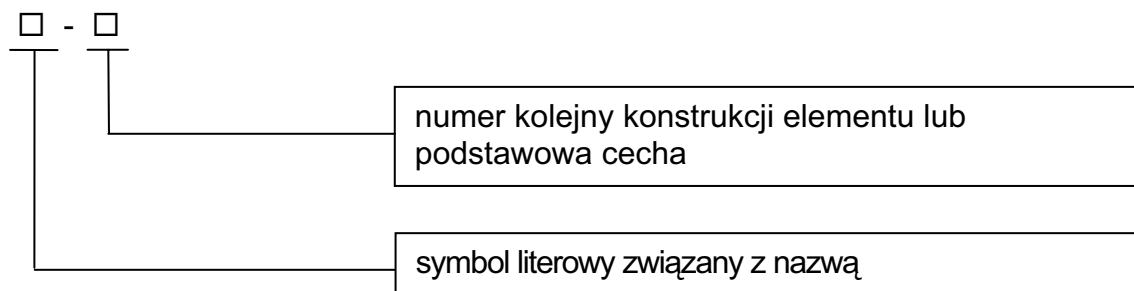 □ - □
numer kolejny konstrukcji elementu lub
podstawowa cecha
symbol literowy związany z nazwą